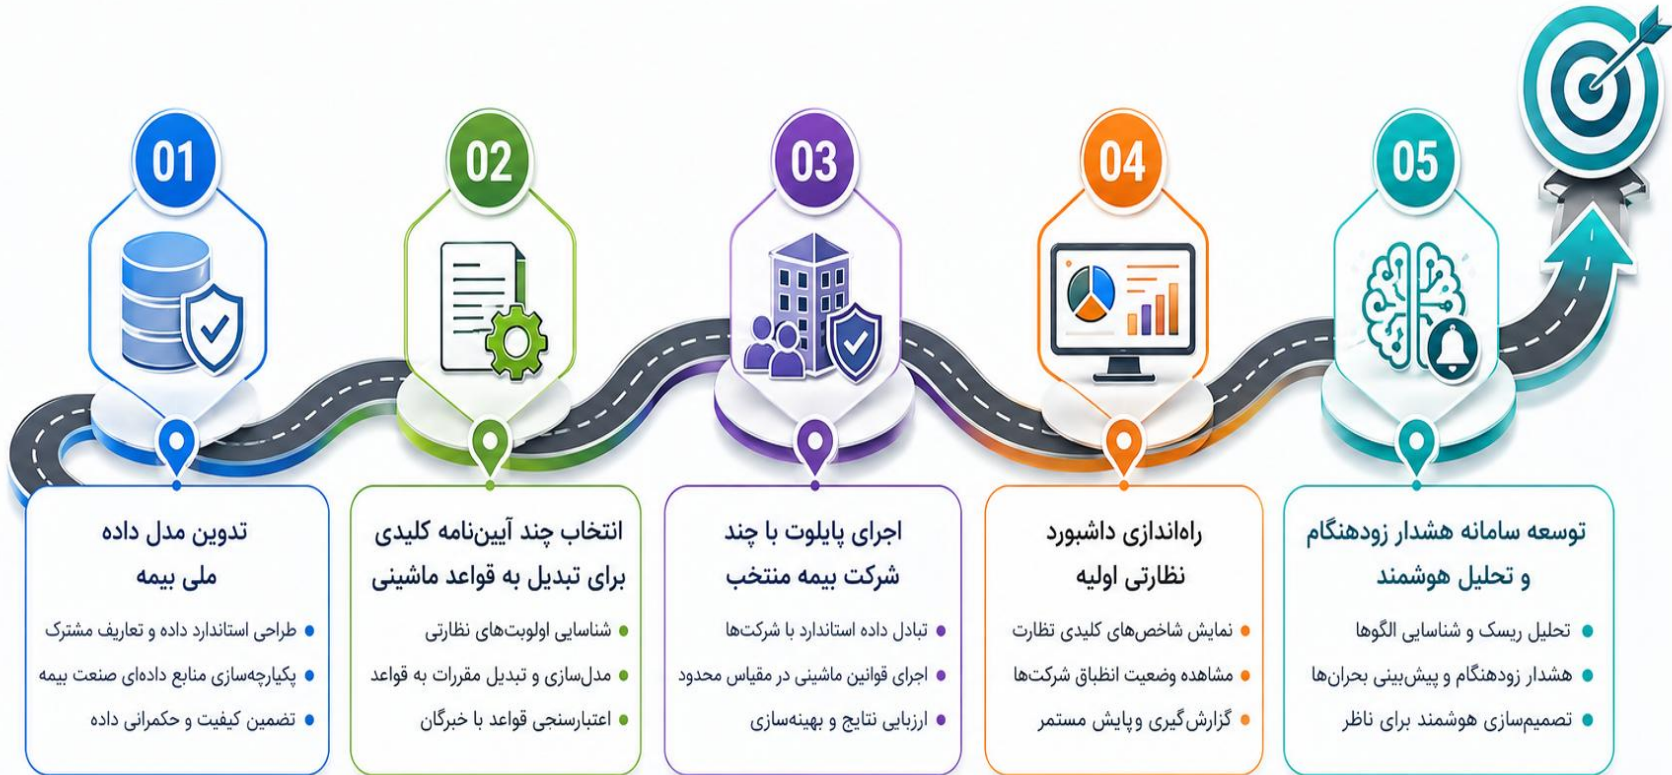 01
تدوین مدل داده
ملی بیمه
طراحی استاندارد داده و تعاریف مشترک
پکپارچه‌سازی منابع داده‌ای صنعت بیمه
تضمین کیفیت و حکمرانی داده
02
انتخاب چند آیین‌نامه کلیدی
برای تبدیل به قواعد ماشینی
شناسایی اولویت‌های نظارتی
مدل‌سازی و تبدیل مقررات به قواعد
اعتبارسنجی قواعد با خبرگان
03
اجرای پایلوت با چند
شرکت بیمه منتخب
تبادل داده استاندارد با شرکت‌ها
اجرای قوانین ماشینی در مقیاس محدود
ارزیابی نتایج و بهینه‌سازی
04
راه‌اندازی داشبورد
نظارتی اولیه
نمایش شاخص‌های کلیدی تظارت
مشاهده وضعیت انطباق شرکت‌ها
گزارش‌گیری وپایش مستمر
05
توسعه سامانه هشدار زودهنگام
و تحلیل هوشمند
تحلیل ریسک و شناسایی الگوها
هشدار زودهنگام و پیش‌بینی بحران‌ها
تصمیم‌سازی هوشمند برای ناظر